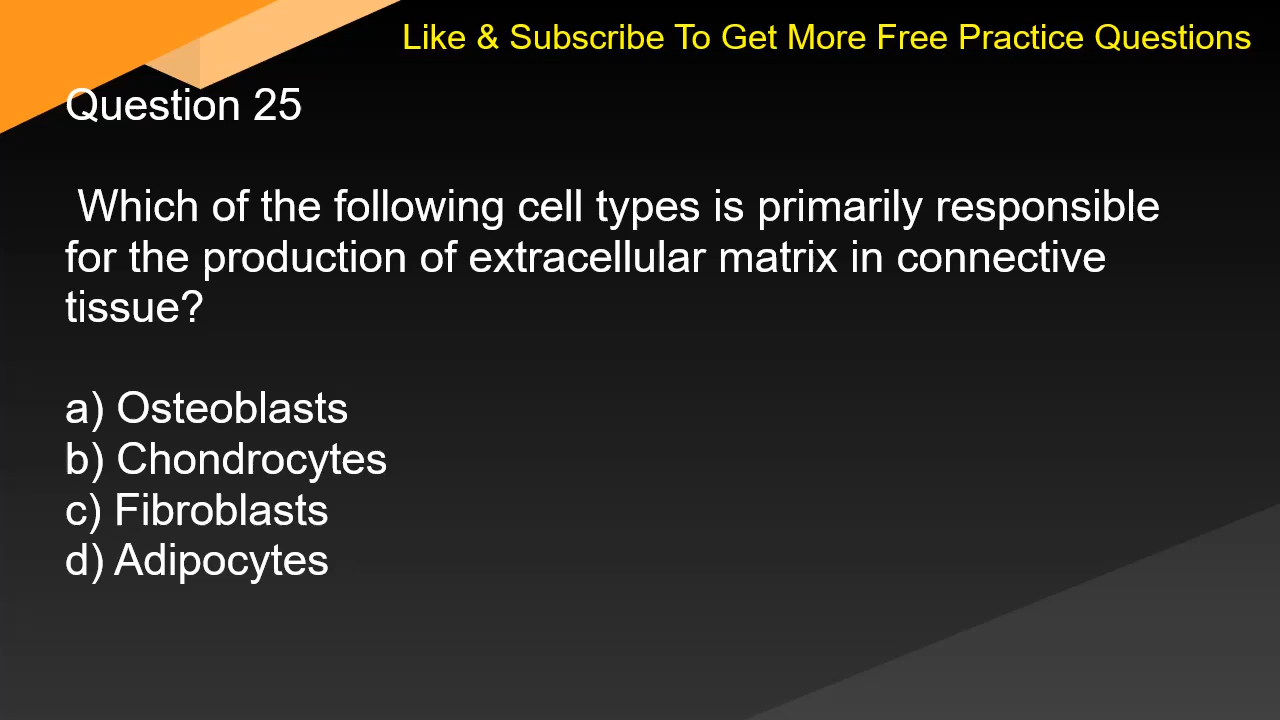 Like & Subscribe To Get More Free Practice Questions
Question 25
Which of the following cell types is primarily responsible
for the production of extracellular matrix in connective
tissue?
a) Osteoblasts
b) Chondrocytes
c) Fibroblasts
d) Adipocytes